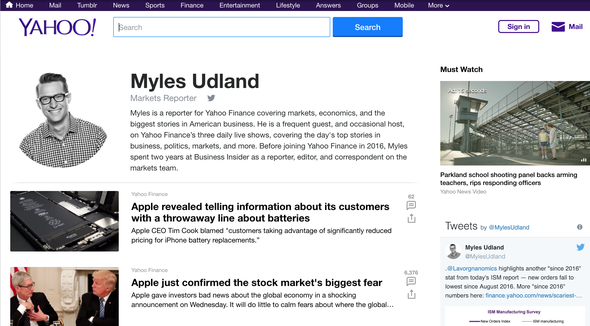 Home Mail Tumblr News Sports Finance Entertainment Lifestyle Answers Groups Mobile More
YAHOO!
Search
Search
Sign in
Mail
Myles Udland
Markets Reporter
Myles is a reporter for Yahoo Finance covering markets, economics, and the
biggest stories in American business. He is a frequent guest, and occasional host,
on Yahoo Finance's three daily live shows, covering the day's top stories in
business, politics, markets, and more. Before joining Yahoo Finance in 2016, Myles
spent two years at Business Insider as a reporter, editor, and correspondent on the
markets team.
Yahoo Finance
62
Apple revealed telling information about its customers
with a throwaway line about batteries
Apple CEO Tim Cook blamed "customers taking advantage of significantly reduced
pricing for iPhone battery replacements."
Yahoo Finance
6,376
Apple just confirmed the stock market's biggest fear
Apple gave investors bad news about the global economy in a shocking
announcement on Wednesday. It will do little to calm fears about where the global…
Must Watch
Parkland school shooting panel backs arming
teachers, rips responding officers
Yahoo News Video
Tweets by @MylesUdland
Myles Udland
@MylesUdland
.@Lavorgnanomics highlights another "since 2016"
stat from today's ISM report — new orders fell to
lowest since August 2016. More "since 2016"
numbers here: finance.yahoo.com/news/scariest-…
ISM Manufacturing Survey
New Orders Index ISM manufacturing